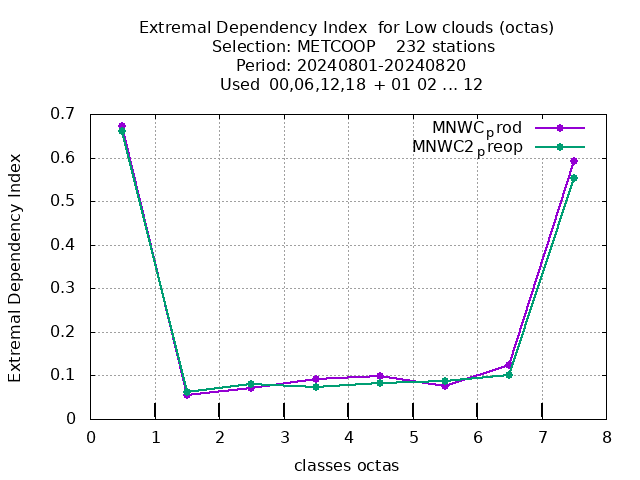 Extremal Dependency Index  for Low clouds (octas)
Selection: METCOOP    232 stations
Period: 20240801-20240820
Used  00,06,12,18  + 01 02 ... 12
MNWCprod
MNWC2preop
Extremal Dependency Index
0.7
0.6
0.5
0.4
0.3
0.2
0.1
0
0 1 2 3 4 5 6 7 8
classes octas